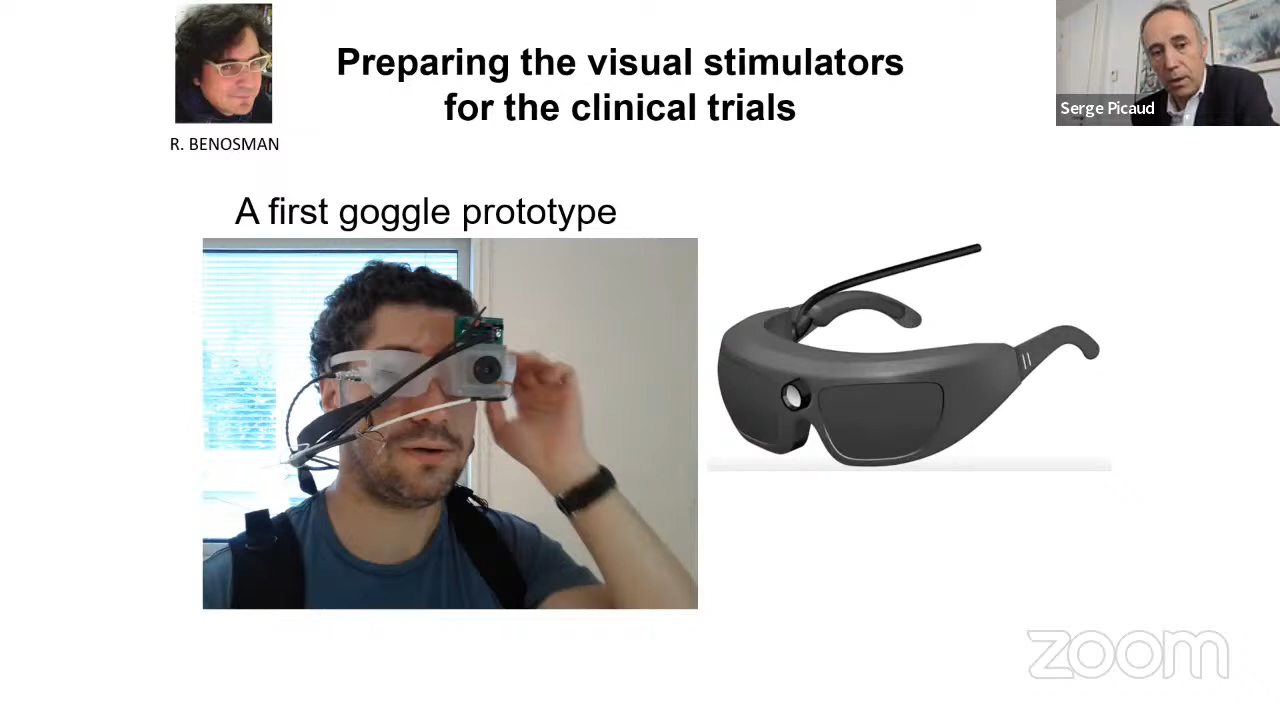 Preparing the visual stimulators
for the clinical trials
Serge Picaud
R. BENOSMAN
A first goggle prototype
zoom